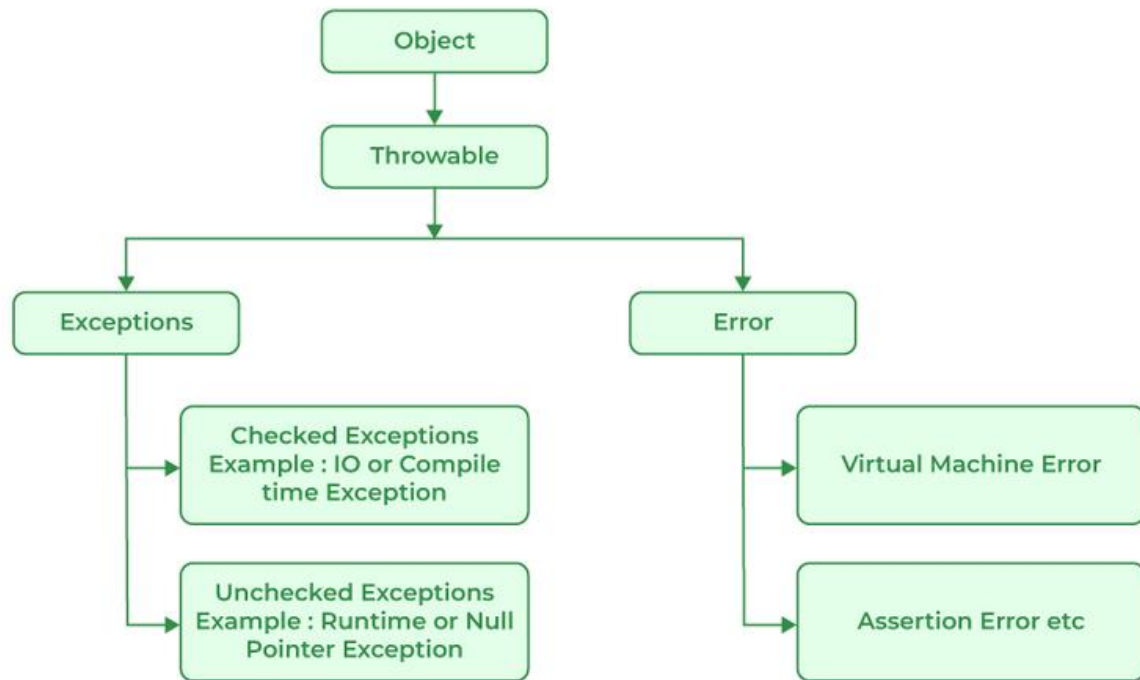 Object
Throwable
Exceptions
Error
Checked Exceptions
Example : IO or Compile
time Exception
Virtual Machine Error
Unchecked Exceptions
Example : Runtime or Null
Pointer Exception
Assertion Error etc